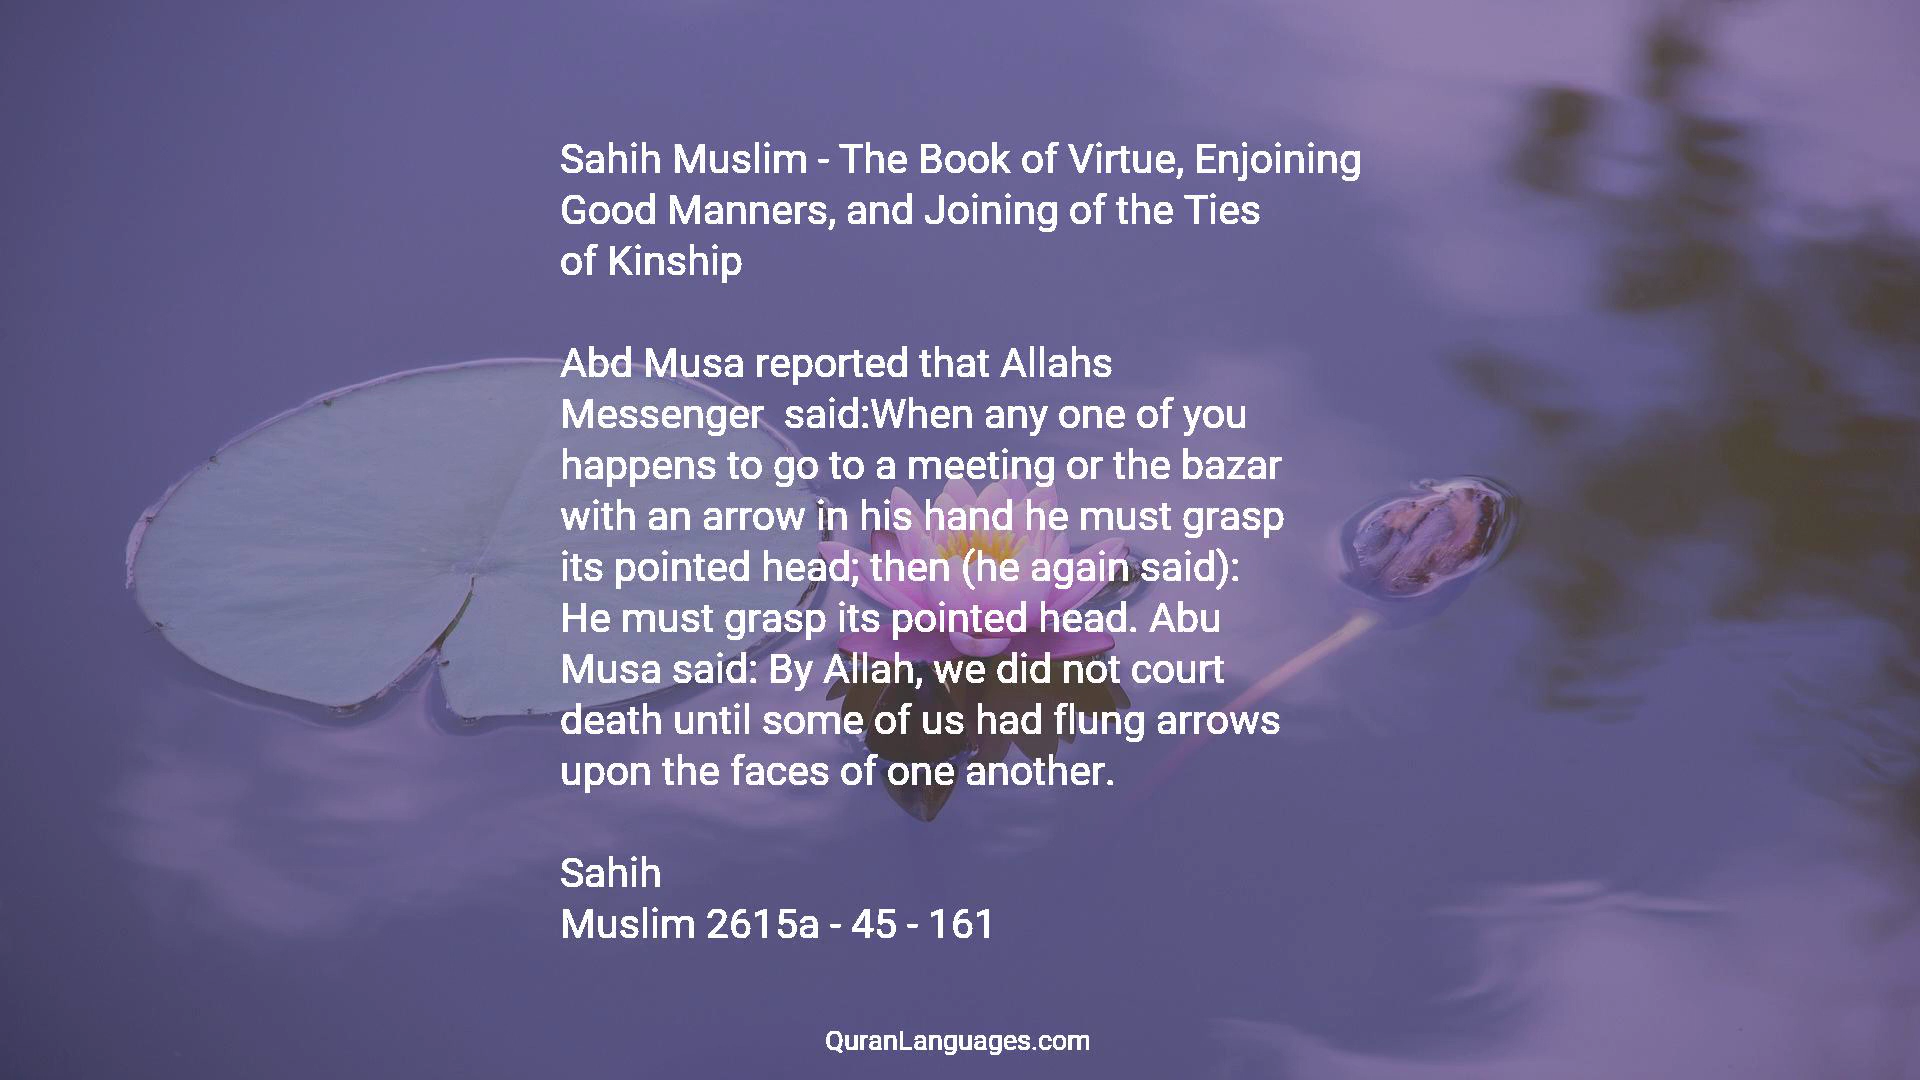 Sahih Muslim - The Book of Virtue, Enjoining
Good Manners, and Joining of the Ties
of Kinship
Abd Musa reported that Allahs
Messenger  said:When any one of you
happens to go to a meeting or the bazar
with an arrow in his hand he must grasp
its pointed head; then (he again said):
He must grasp its pointed head. Abu
Musa said: By Allah, we did not court
death until some of us had flung arrows
upon the faces of one another.
Sahih
Muslim 2615a - 45 - 161
QuranLanguages.com